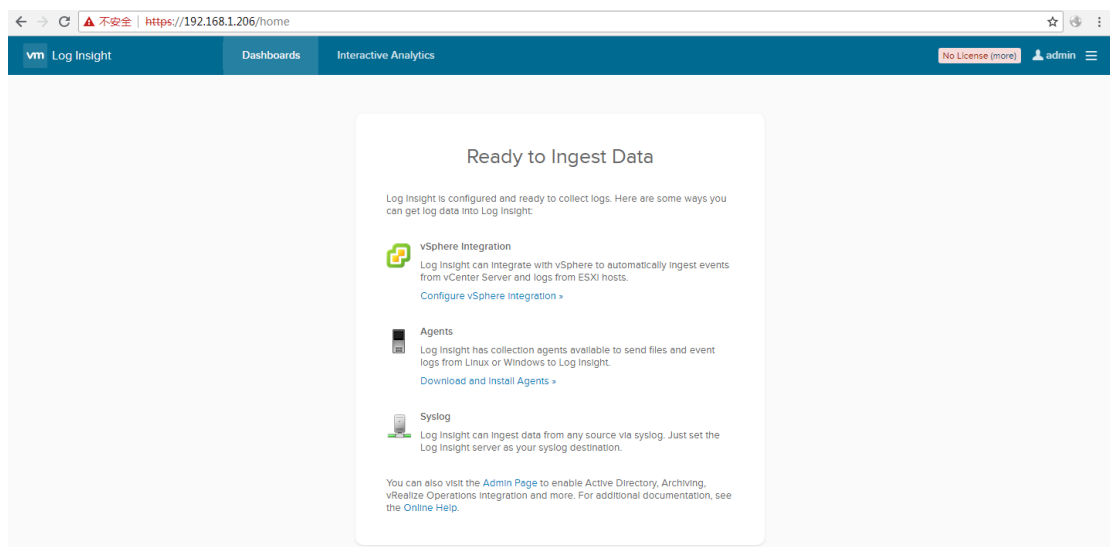 不安全 | https://192.168.1.206/home
vm Log Insight Dashboards Interactive Analytics No License (more) admin
Ready to Ingest Data
Log Insight is configured and ready to collect logs. Here are some ways you
can get log data into Log Insight:
vSphere Integration
Log Insight can integrate with vSphere to automatically ingest events
from vCenter Server and logs from ESXi hosts.
Configure vSphere integration »
Agents
Log Insight has collection agents available to send files and event
logs from Linux or Windows to Log Insight.
Download and Install Agents »
Syslog
Log Insight can ingest data from any source via syslog. Just set the
Log Insight server as your syslog destination.
You can also visit the Admin Page to enable Active Directory, Archiving,
vRealize Operations integration and more. For additional documentation, see
the Online Help.